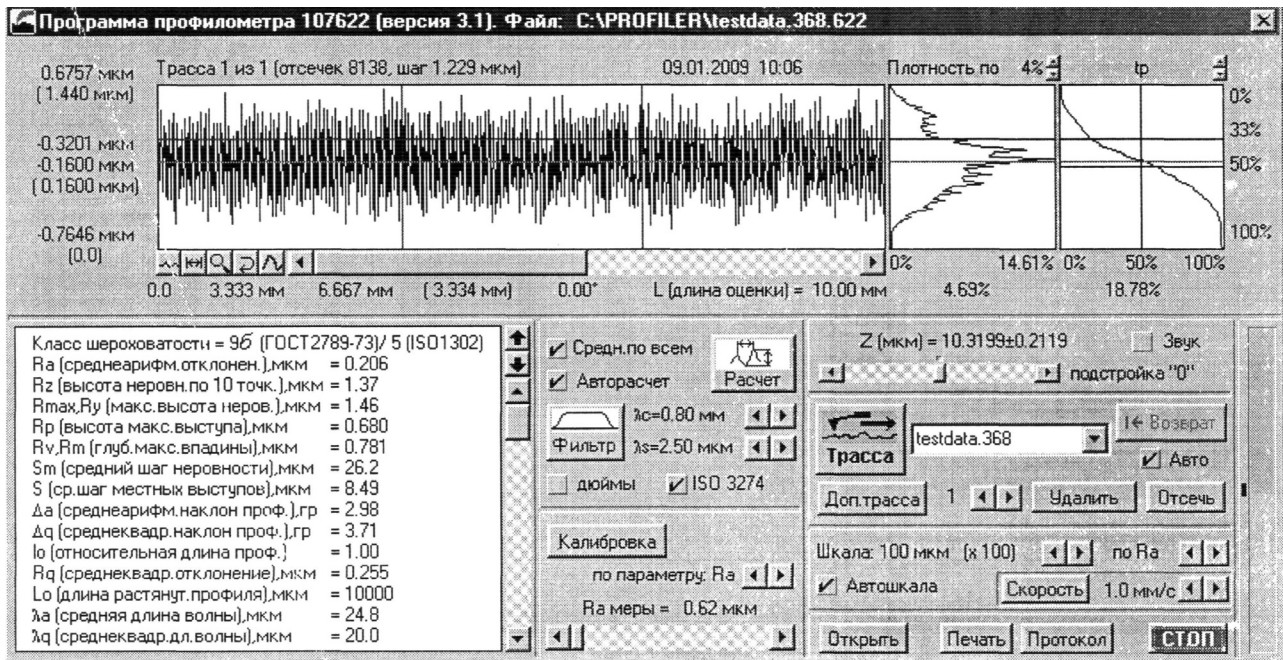 Программа профилометра 107622 (версия 3.1). Файл: C:\PROFILER\testdata.368.622
Трасса 1 из 1 (отсечек 8138, шаг 1.229 мкм) 09.01.2009 10:06 Плотность по 4% tp
0.6757 мкм
(1.440 мкм)
-0.3201 мкм
-0.1600 мкм
(0.1600 мкм)
-0.7646 мкм
(0.0)
0%
33%
50%
100%
0% 14.61% 0% 50% 100%
0.0 3.333 мм 6.667 мм (3.334 мм) 0.00° L (длина оценки) = 10.00 мм 4.69% 18.78%
Класс шероховатости = 9б (ГОСТ2789-73)/ 5 (ISO1302)
Ra (среднеарифм.отклонен.),мкм = 0.206
Rz (высота неровн.по 10 точк.),мкм = 1.37
Rmax,Ry (макс.высота неров.),мкм = 1.46
Rp (высота макс.выступа),мкм = 0.680
Rv,Rm (глуб.макс.впадины),мкм = 0.781
Sm (средний шаг неровности),мкм = 26.2
S (ср.шаг местных выступов),мкм = 8.49
Δa (среднеарифм.наклон проф.),гр = 2.98
Δq (среднеквадр.наклон проф.),гр = 3.71
lo (относительная длина проф.) = 1.00
Rq (среднеквадр.отклонение),мкм = 0.255
Lo (длина растянут.профиля),мкм = 10000
λa (средняя длина волны),мкм = 24.8
λq (среднеквадр.дл.волны),мкм = 20.0
Средн.по всем
Авторасчет
Расчет
Фильтр
λc=0.80 мм
λs=2.50 мкм
дюймы ISO 3274
Калибровка
по параметру: Ra
Ra меры = 0.62 мкм
Z (мкм) = 10.3199±0.2119 Звук
подстройка "0"
Трасса
testdata.368
Возврат
Авто
Доп.трасса 1 Удалить Отсечь
Шкала: 100 мкм (x 100) по Ra
Автошкала Скорость 1.0 мм/с
Открыть Печать Протокол СТОП